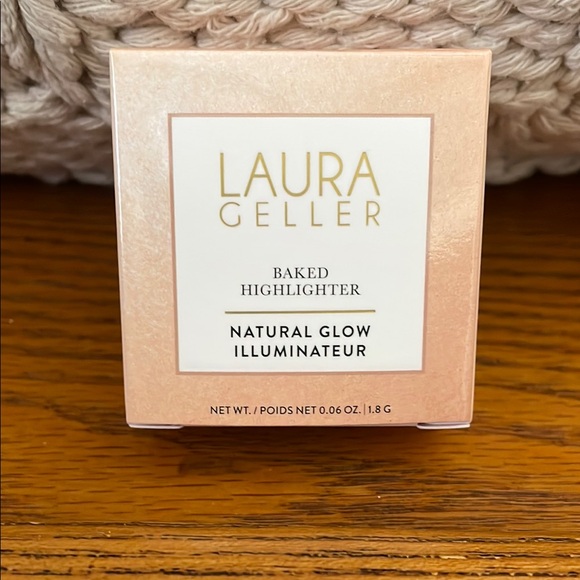 LAURA
GELLER
BAKED
HIGHLIGHTER
NATURAL GLOW
ILLUMINATEUR
NET WT. / POIDS NET 0.06 OZ. | 1.8 G